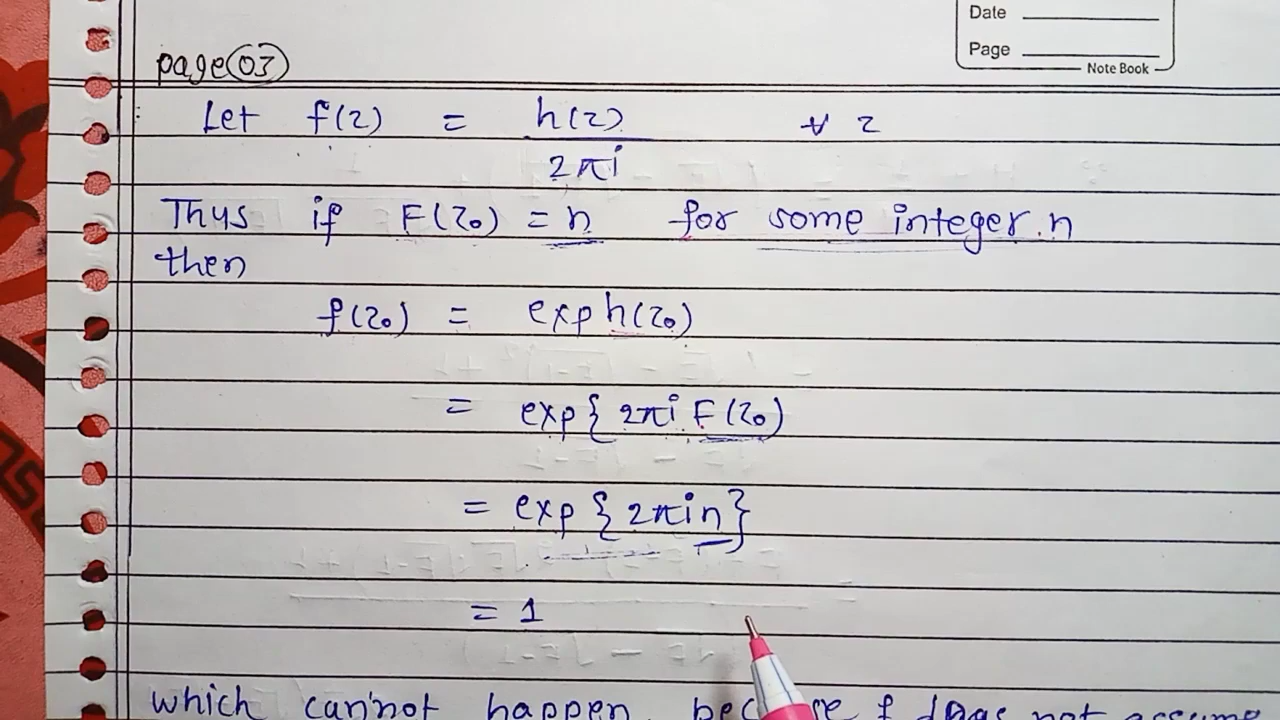 Date
Page
Note Book
page 03
Let f(z) = h(z) / 2πi ∀ z
Thus if F(z₀) = n for some integer.n
then
f(z₀) = exp h(z₀)
= exp{ 2πi F(z₀)
= exp {2πin}
= 1
which cannot happen, f does not assume